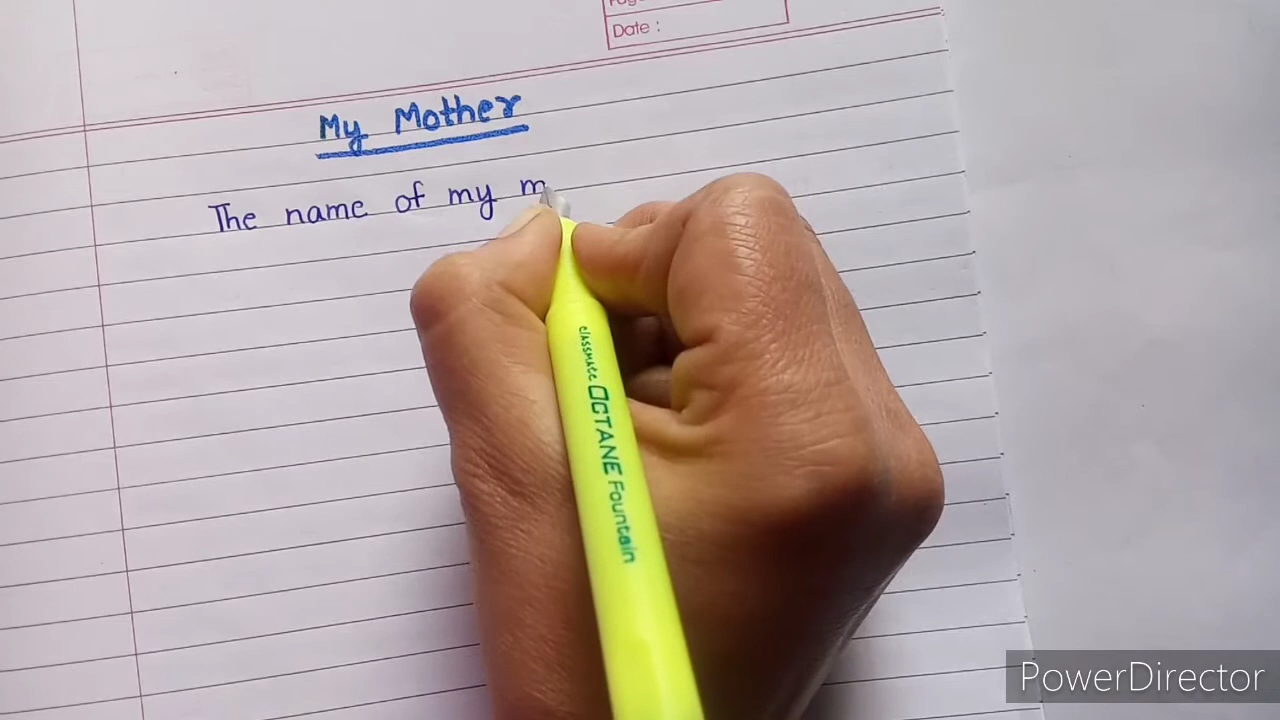 Date :
My Mother
The name of my m
classmate OCTANE Fountain
PowerDirector